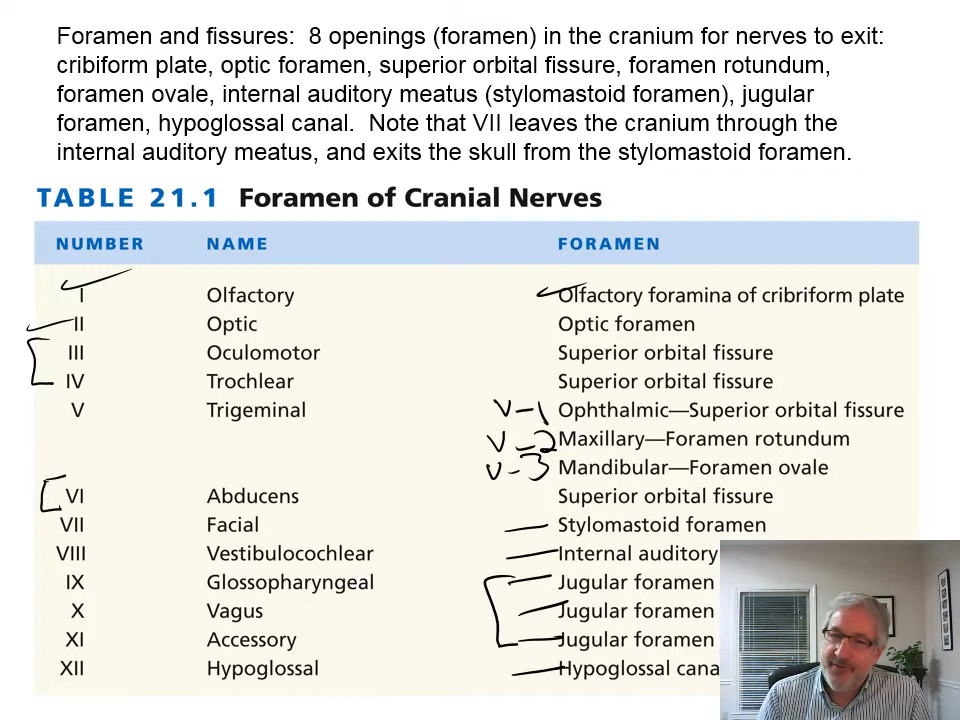 Foramen and fissures: 8 openings (foramen) in the cranium for nerves to exit:
cribiform plate, optic foramen, superior orbital fissure, foramen rotundum,
foramen ovale, internal auditory meatus (stylomastoid foramen), jugular
foramen, hypoglossal canal. Note that VII leaves the cranium through the
internal auditory meatus, and exits the skull from the stylomastoid foramen.
TABLE 21.1 Foramen of Cranial Nerves
NUMBER NAME FORAMEN
I Olfactory Olfactory foramina of cribriform plate
II Optic Optic foramen
III Oculomotor Superior orbital fissure
IV Trochlear Superior orbital fissure
V Trigeminal V-1 Ophthalmic—Superior orbital fissure
V-2 Maxillary—Foramen rotundum
V-3 Mandibular—Foramen ovale
VI Abducens Superior orbital fissure
VII Facial Stylomastoid foramen
VIII Vestibulocochlear Internal auditory
IX Glossopharyngeal Jugular foramen
X Vagus Jugular foramen
XI Accessory Jugular foramen
XII Hypoglossal Hypoglossal cana